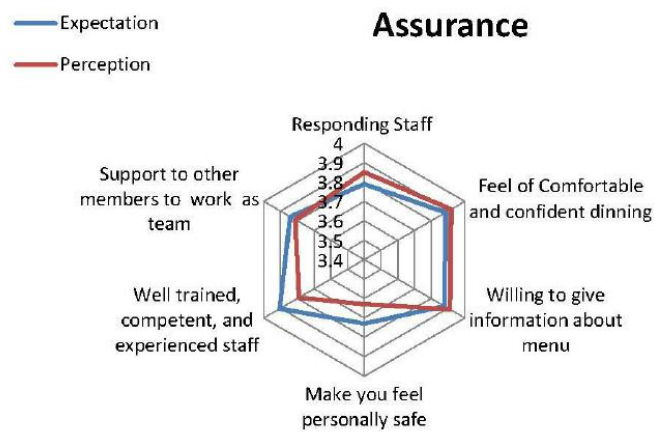 Expectation
Perception
Assurance
Responding Staff
4
3.9
3.8
3.7
3.6
3.5
3.4
Support to other
members to work as
team
Feel of Comfortable
and confident dinning
Well trained,
competent, and
experienced staff
Willing to give
information about
menu
Make you feel
personally safe